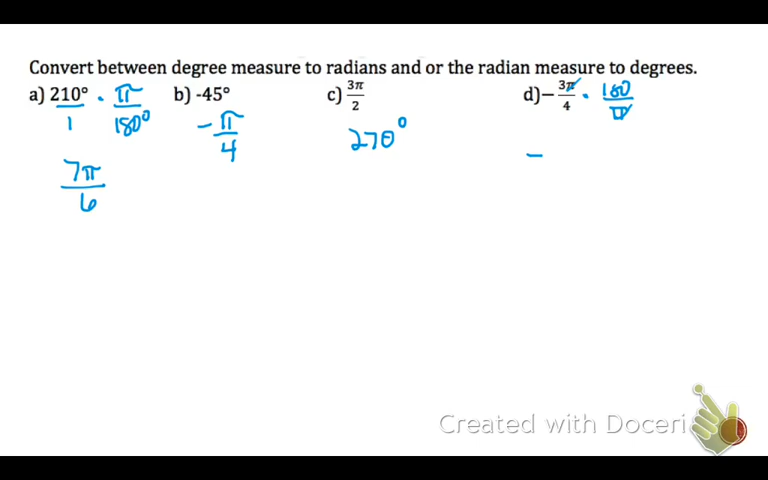 Convert between degree measure to radians and or the radian measure to degrees.
a) 210° / 1 · π / 180° b) -45° c) 3π / 2 d) − 3π / 4 · 180 / π
− π / 4 270° −
7π / 6
Created with Doceri